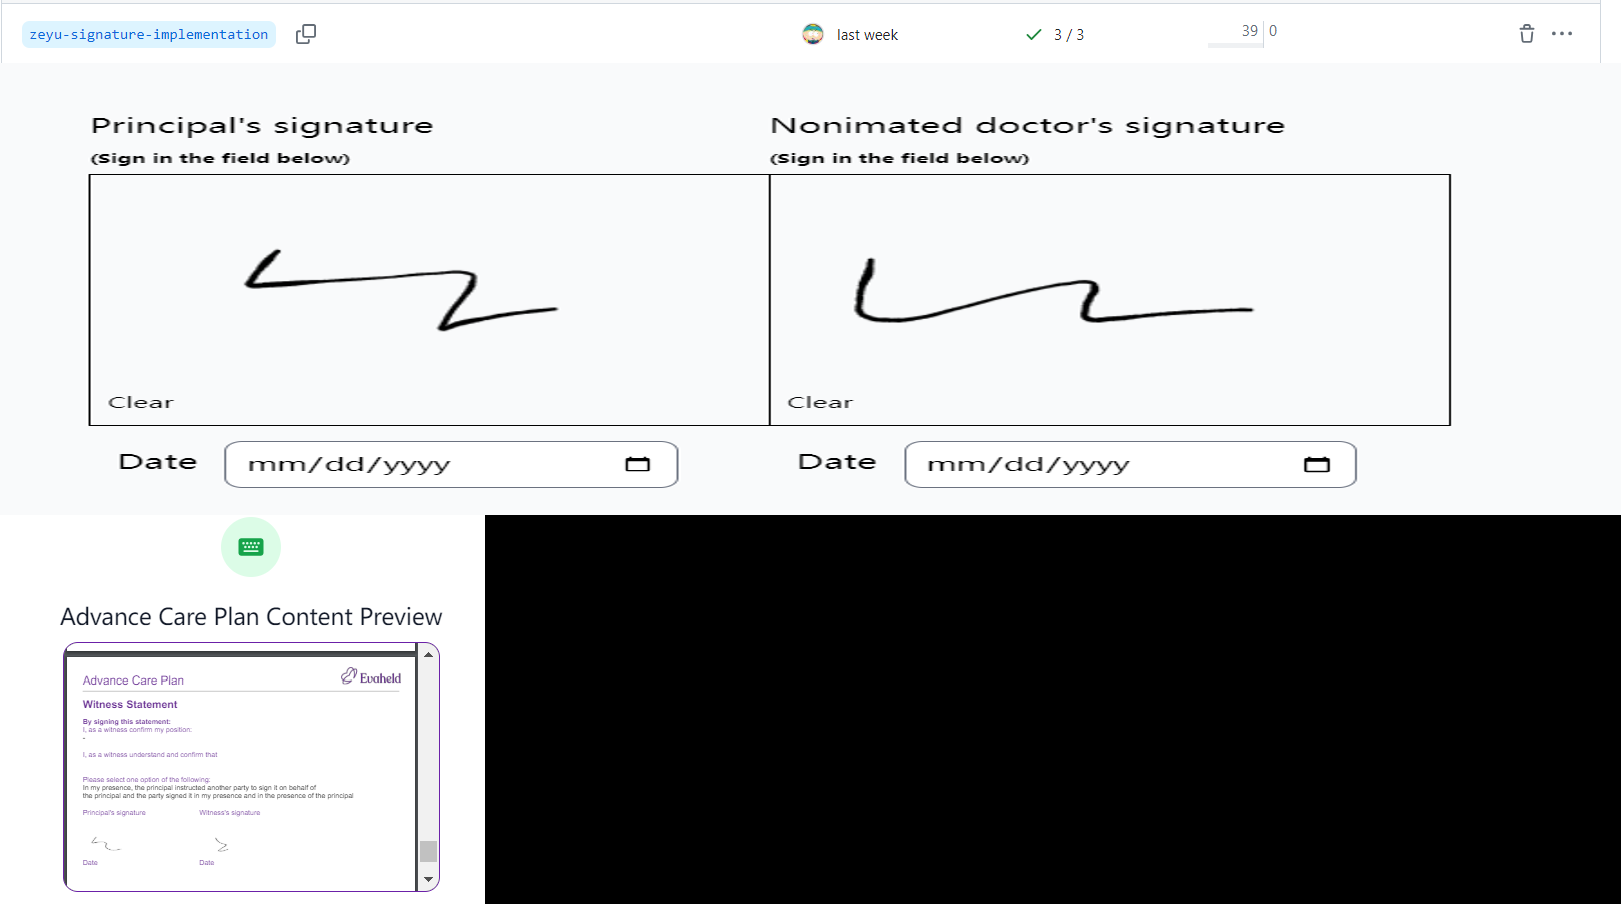 zeyu-signature-implementation last week 3 / 3 39 0
Principal's signature Nonimated doctor's signature
(Sign in the field below) (Sign in the field below)
Clear Clear
Date mm/dd/yyyy Date mm/dd/yyyy
Advance Care Plan Content Preview
Advance Care Plan Evaheld
Witness Statement
By signing this statement:
I, as a witness confirm my position:
-
I, as a witness understand and confirm that
Please select one option of the following:
In my presence, the principal instructed another party to sign it on behalf of
the principal and the party signed it in my presence and in the presence of the principal
Principal's signature Witness's signature
Date Date